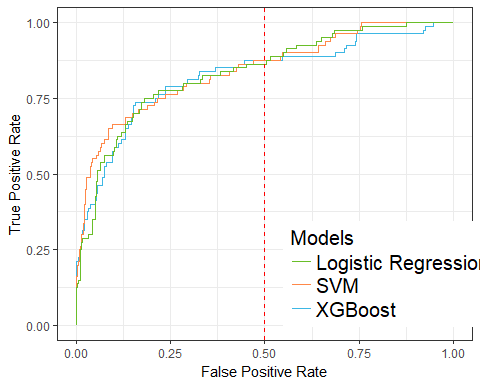 1.00
0.75
0.50
0.25
0.00
True Positive Rate
Models
Logistic Regression
SVM
XGBoost
0.00 0.25 0.50 0.75 1.00
False Positive Rate